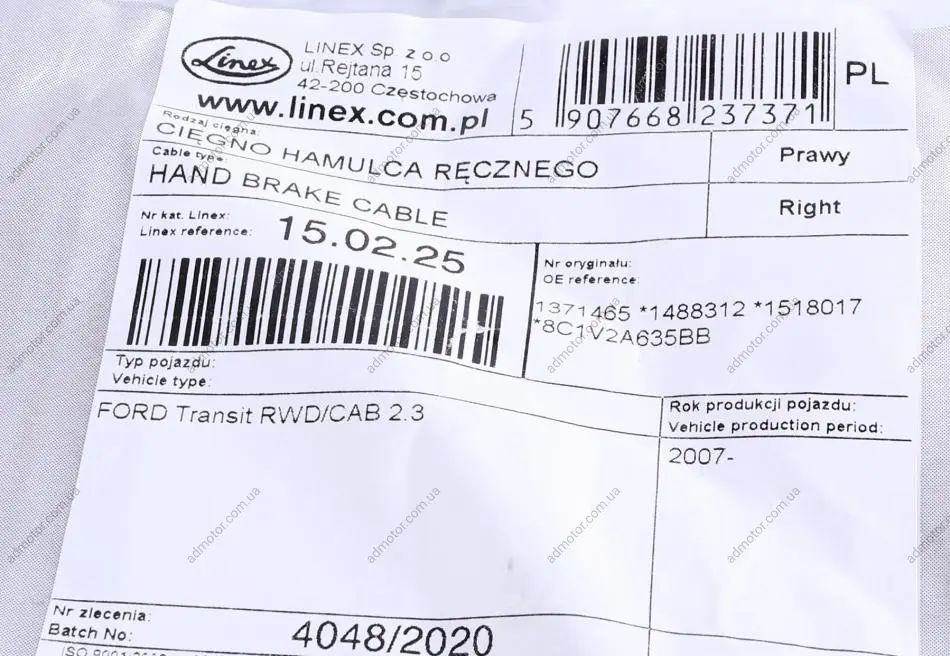 Linex
LINEX Sp z o.o
ul.Rejtana 15
42-200 Częstochowa
www.linex.com.pl
5 907668 237371
PL
Rodzaj cięgna:
CIĘGNO HAMULCA RĘCZNEGO
Prawy
Cable type:
HAND BRAKE CABLE
Right
Nr kat. Linex:
Linex reference:
15.02.25
Nr oryginału:
OE reference:
1371465 *1488312 *1518017
*8C1V2A635BB
Typ pojazdu:
Vehicle type:
FORD Transit RWD/CAB 2.3
Rok produkcji pojazdu:
Vehicle production period:
2007-
Nr zlecenia:
Batch No:
4048/2020
admotor.com.ua